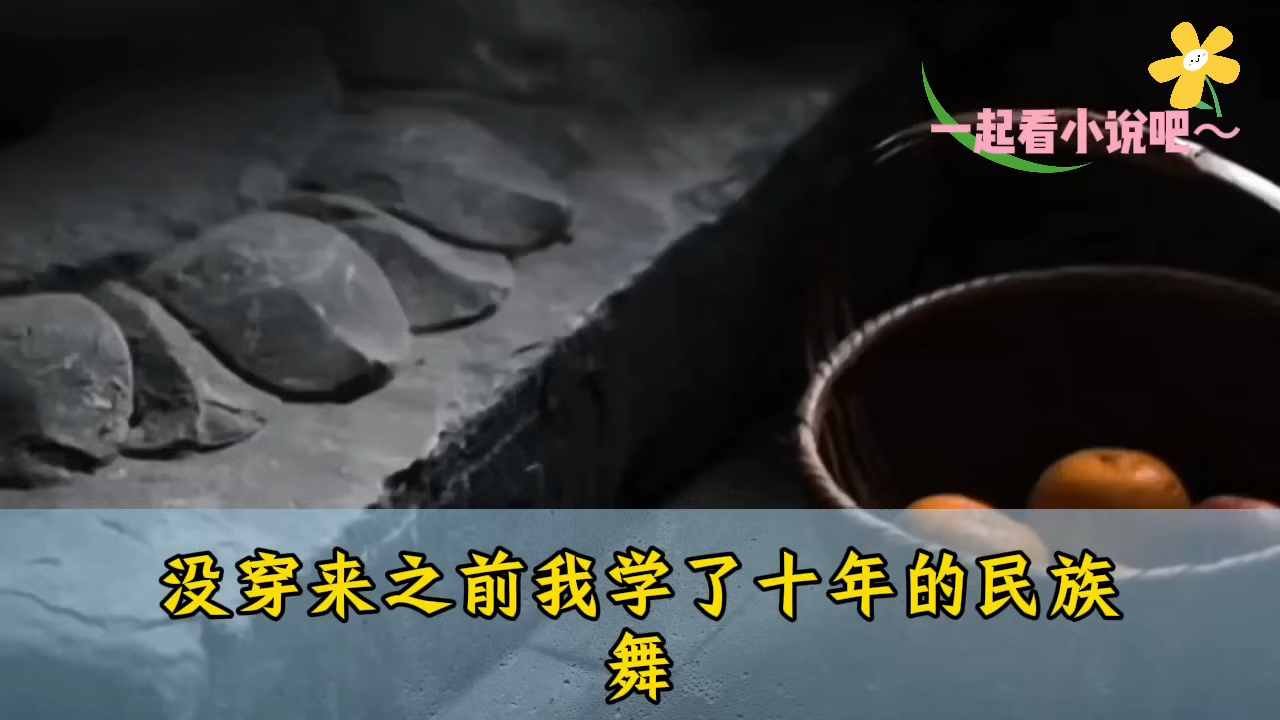 一起看小说吧～
没穿来之前我学了十年的民族
舞